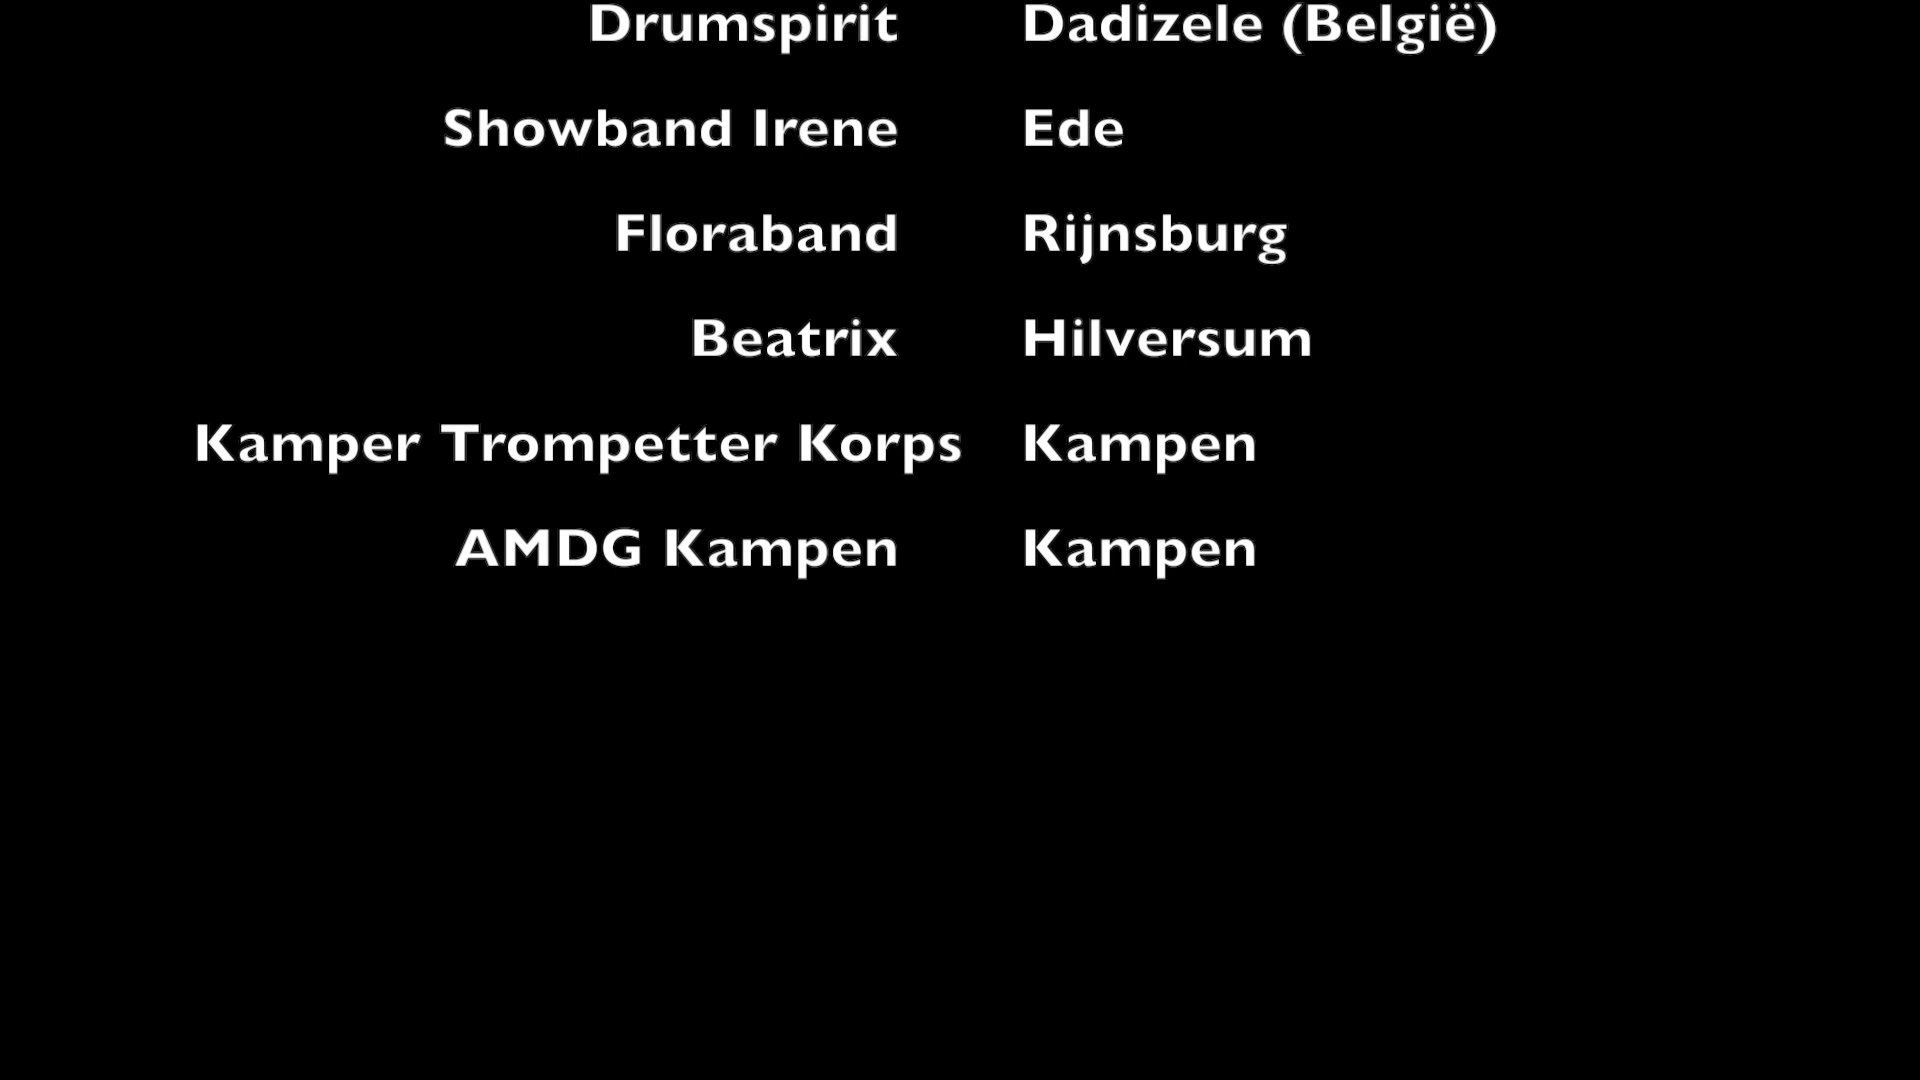 Drumspirit Dadizele (België)
Showband Irene Ede
Floraband Rijnsburg
Beatrix Hilversum
Kamper Trompetter Korps Kampen
AMDG Kampen Kampen